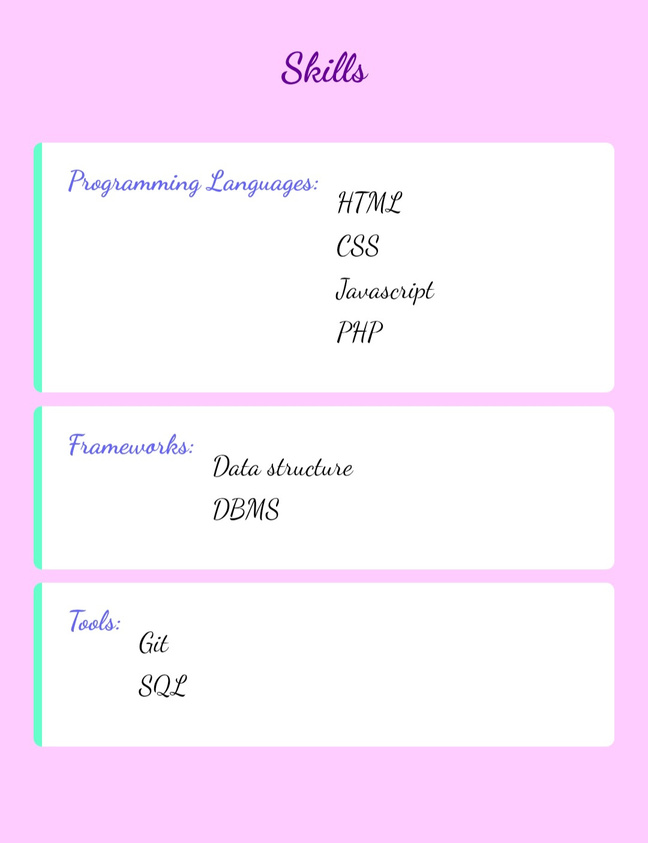 Skills
Programming Languages:
HTML
CSS
Javascript
PHP
Frameworks:
Data structure
DBMS
Tools:
Git
SQL